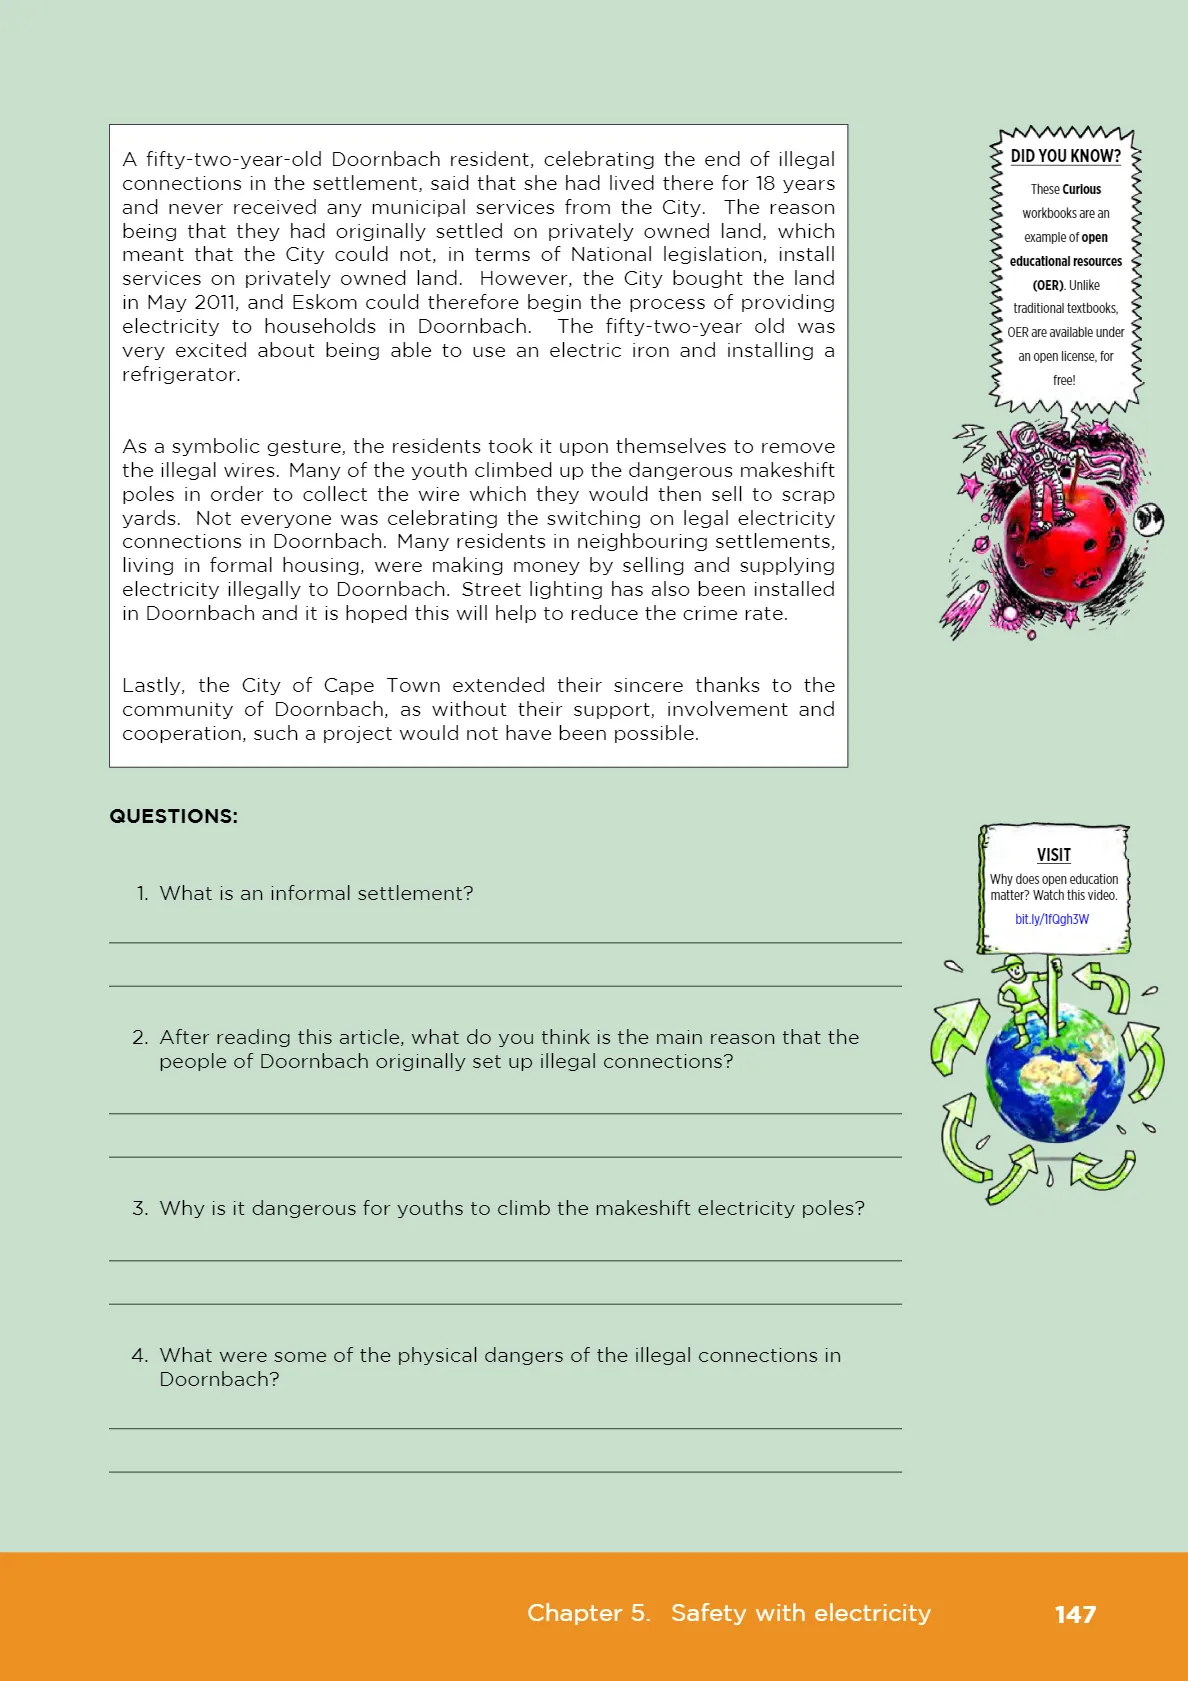 A fifty-two-year-old Doornbach resident, celebrating the end of illegal
connections in the settlement, said that she had lived there for 18 years
and never received any municipal services from the City. The reason
being that they had originally settled on privately owned land, which
meant that the City could not, in terms of National legislation, install
services on privately owned land. However, the City bought the land
in May 2011, and Eskom could therefore begin the process of providing
electricity to households in Doornbach. The fifty-two-year old was
very excited about being able to use an electric iron and installing a
refrigerator.
As a symbolic gesture, the residents took it upon themselves to remove
the illegal wires. Many of the youth climbed up the dangerous makeshift
poles in order to collect the wire which they would then sell to scrap
yards. Not everyone was celebrating the switching on legal electricity
connections in Doornbach. Many residents in neighbouring settlements,
living in formal housing, were making money by selling and supplying
electricity illegally to Doornbach. Street lighting has also been installed
in Doornbach and it is hoped this will help to reduce the crime rate.
Lastly, the City of Cape Town extended their sincere thanks to the
community of Doornbach, as without their support, involvement and
cooperation, such a project would not have been possible.
DID YOU KNOW?
These Curious
workbooks are an
example of open
educational resources
(OER). Unlike
traditional textbooks,
OER are available under
an open license, for
free!
QUESTIONS:
1. What is an informal settlement?
2. After reading this article, what do you think is the main reason that the
people of Doornbach originally set up illegal connections?
3. Why is it dangerous for youths to climb the makeshift electricity poles?
4. What were some of the physical dangers of the illegal connections in
Doornbach?
VISIT
Why does open education
matter? Watch this video.
bit.ly/1fQgh3W
Chapter 5. Safety with electricity 147